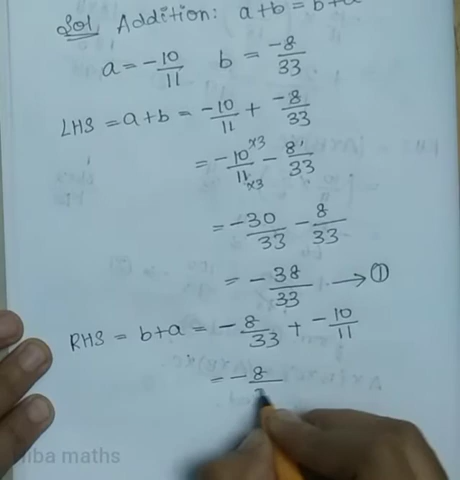 Sol. Addition: a+b = b+a
a = -10/11 b = -8/33
LHS = a+b = -10/11 + -8/33
= -10×3/11×3 - 8/33
= -30/33 - 8/33
= -38/33 → ①
RHS = b+a = -8/33 + -10/11
= -8/
iba maths